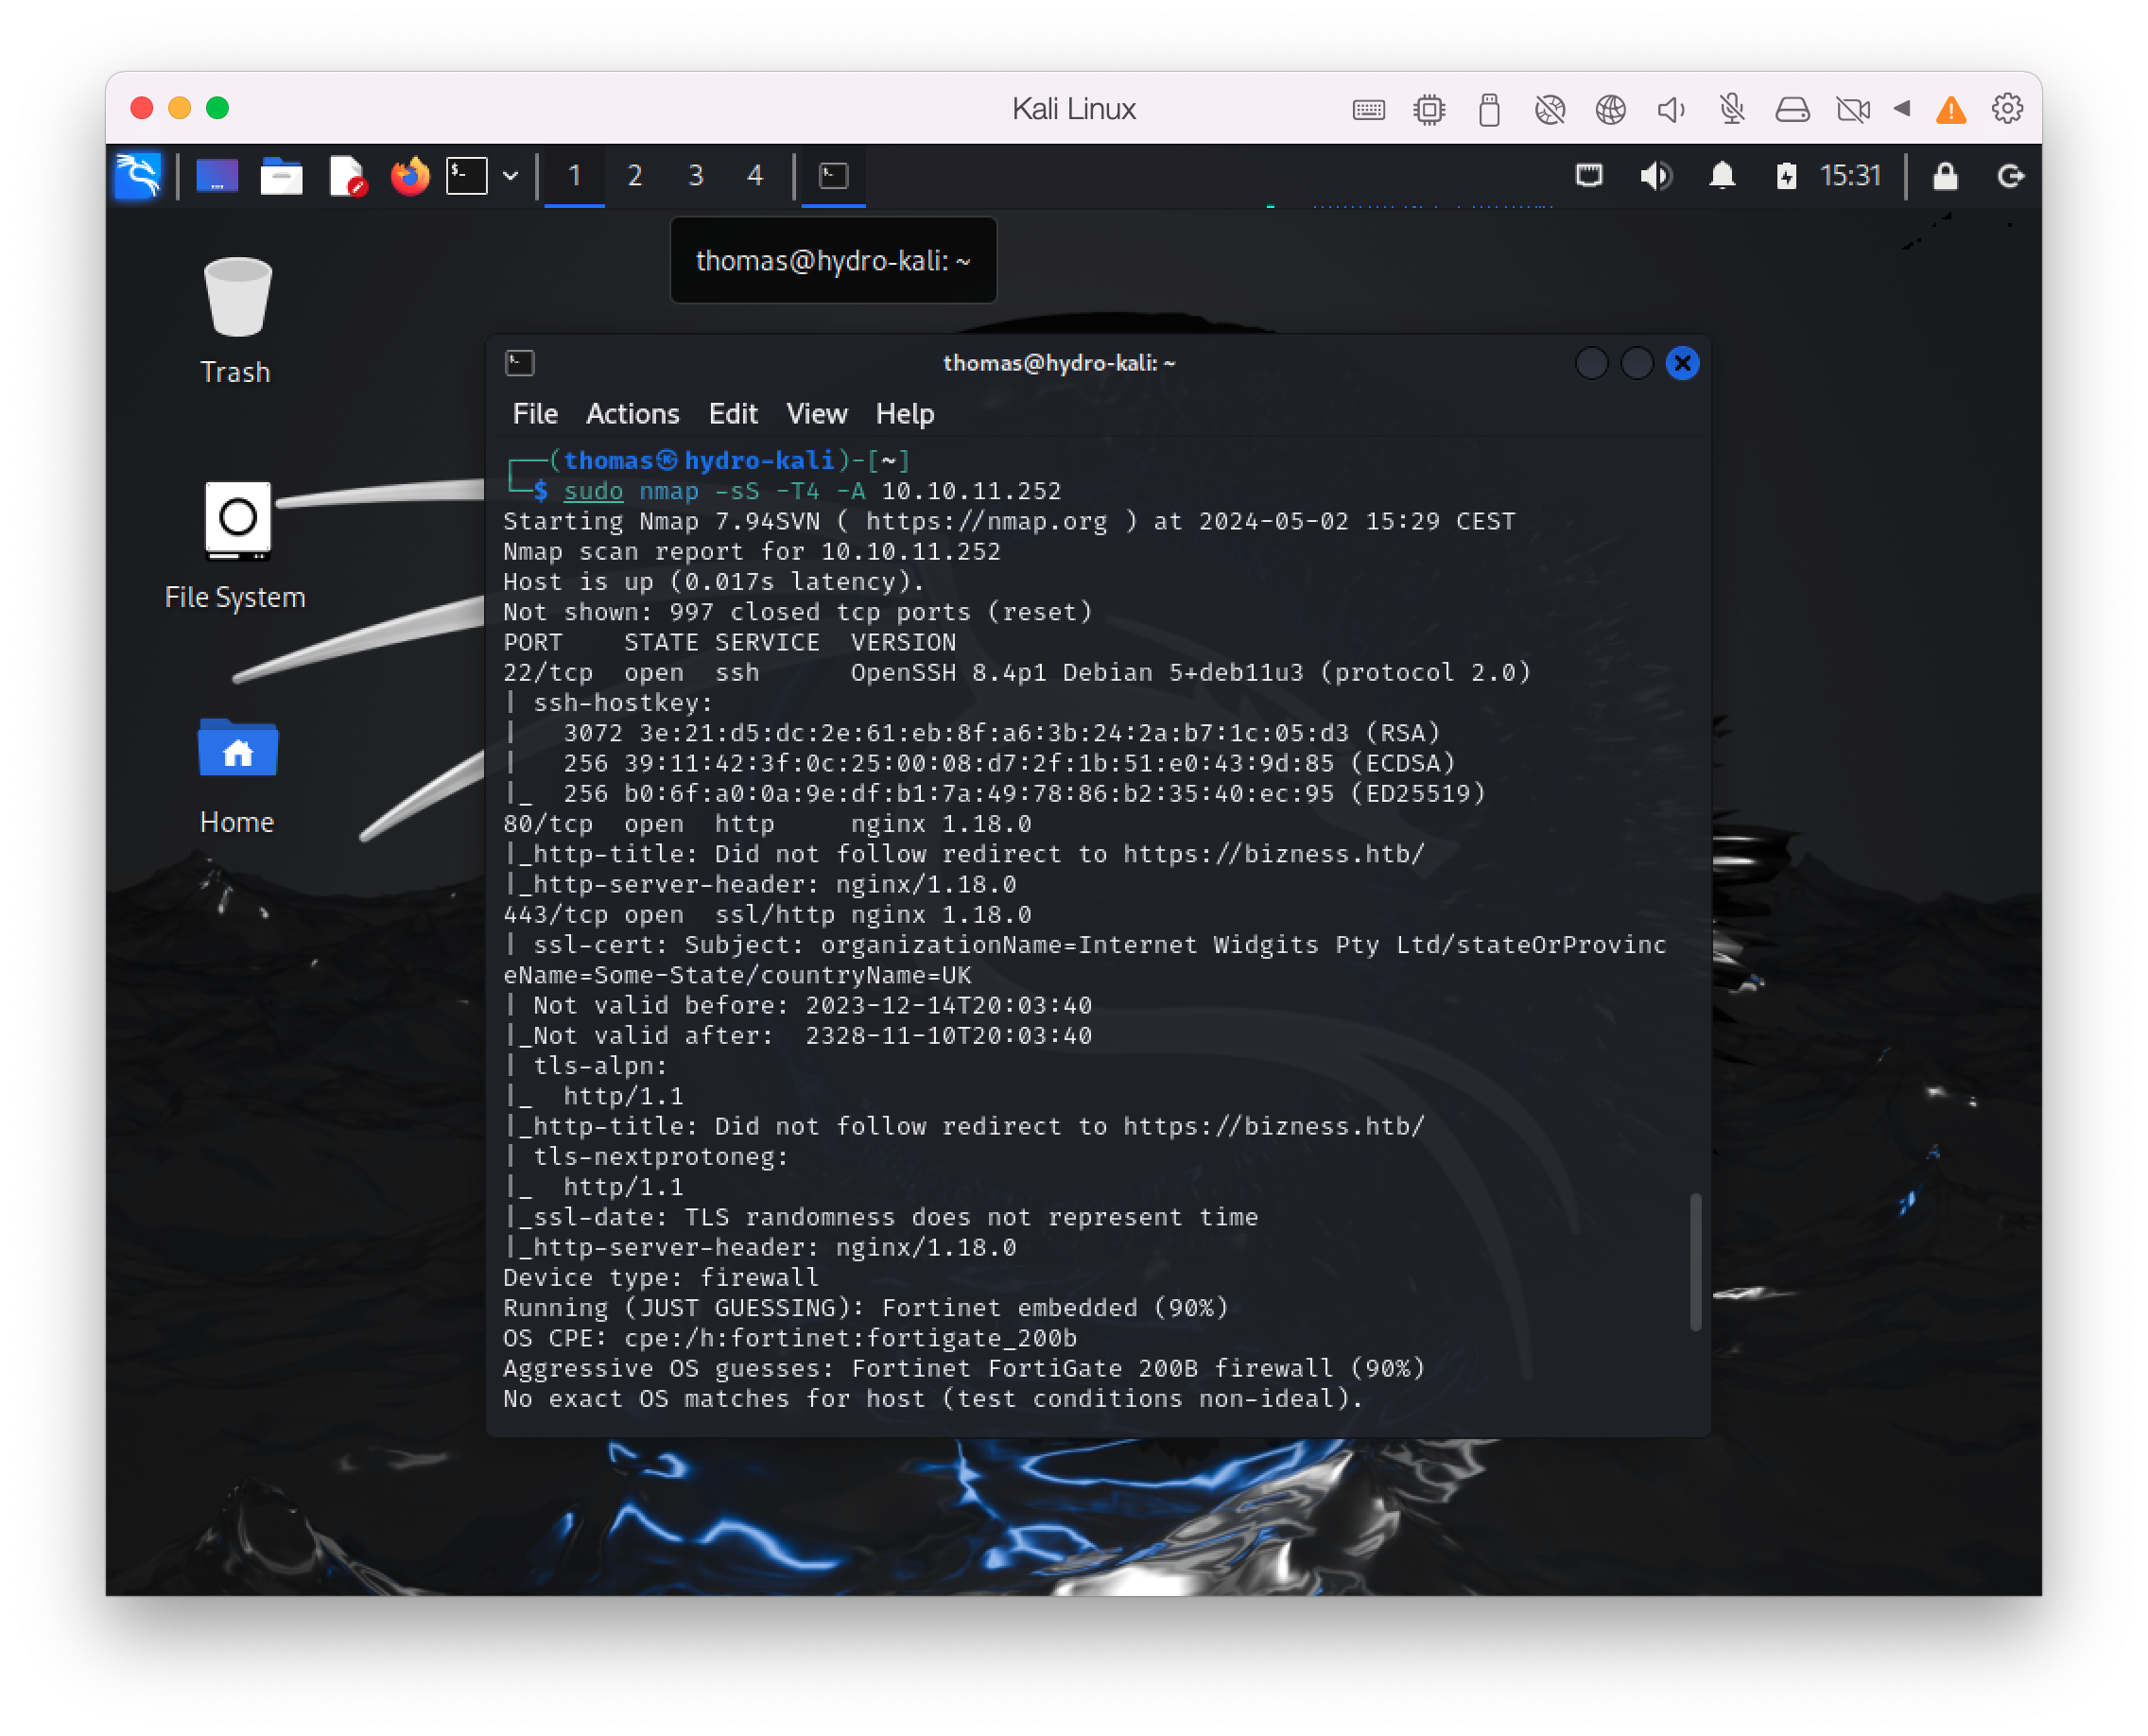 Kali Linux
1 2 3 4
15:31
thomas@hydro-kali: ~
Trash
File System
Home
thomas@hydro-kali: ~
File Actions Edit View Help
┌──(thomas㉿hydro-kali)-[~]
└─$ sudo nmap -sS -T4 -A 10.10.11.252
Starting Nmap 7.94SVN ( https://nmap.org ) at 2024-05-02 15:29 CEST
Nmap scan report for 10.10.11.252
Host is up (0.017s latency).
Not shown: 997 closed tcp ports (reset)
PORT    STATE SERVICE  VERSION
22/tcp  open  ssh      OpenSSH 8.4p1 Debian 5+deb11u3 (protocol 2.0)
| ssh-hostkey:
|   3072 3e:21:d5:dc:2e:61:eb:8f:a6:3b:24:2a:b7:1c:05:d3 (RSA)
|   256 39:11:42:3f:0c:25:00:08:d7:2f:1b:51:e0:43:9d:85 (ECDSA)
|_  256 b0:6f:a0:0a:9e:df:b1:7a:49:78:86:b2:35:40:ec:95 (ED25519)
80/tcp  open  http     nginx 1.18.0
|_http-title: Did not follow redirect to https://bizness.htb/
|_http-server-header: nginx/1.18.0
443/tcp open  ssl/http nginx 1.18.0
| ssl-cert: Subject: organizationName=Internet Widgits Pty Ltd/stateOrProvinc
eName=Some-State/countryName=UK
| Not valid before: 2023-12-14T20:03:40
|_Not valid after:  2328-11-10T20:03:40
| tls-alpn:
|_  http/1.1
|_http-title: Did not follow redirect to https://bizness.htb/
| tls-nextprotoneg:
|_  http/1.1
|_ssl-date: TLS randomness does not represent time
|_http-server-header: nginx/1.18.0
Device type: firewall
Running (JUST GUESSING): Fortinet embedded (90%)
OS CPE: cpe:/h:fortinet:fortigate_200b
Aggressive OS guesses: Fortinet FortiGate 200B firewall (90%)
No exact OS matches for host (test conditions non-ideal).